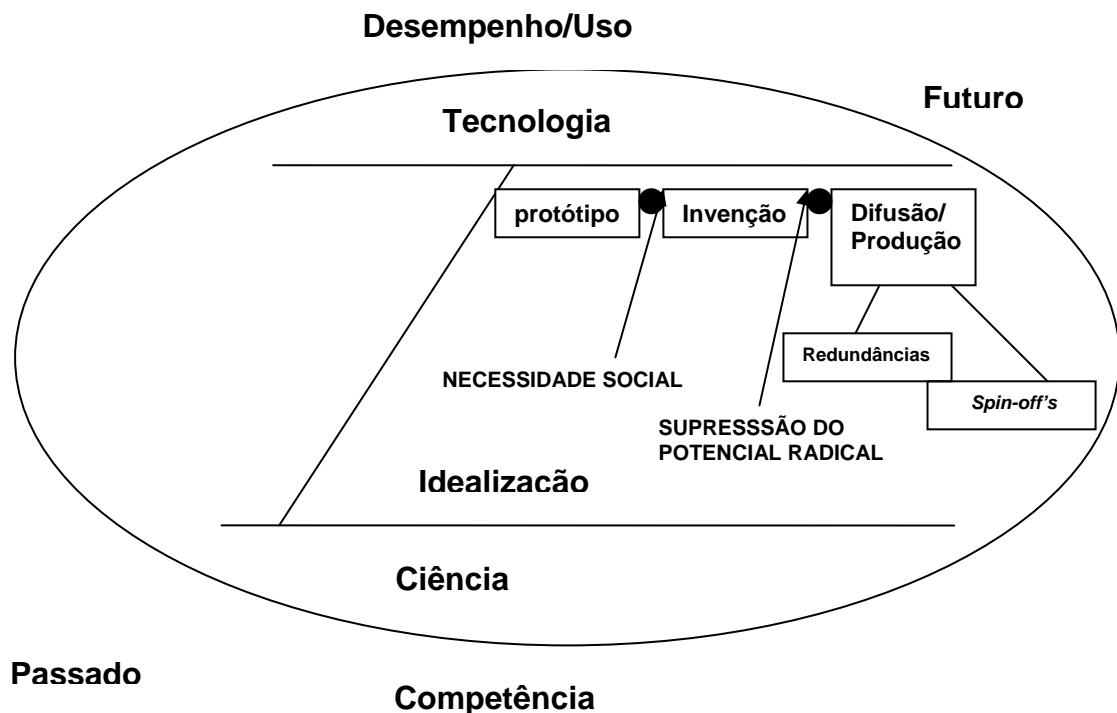 Desempenho/Uso
Futuro
Tecnologia
protótipo
Invenção
Difusão/
Produção
Redundâncias
Spin-off's
NECESSIDADE SOCIAL
SUPRESSSÃO DO
POTENCIAL RADICAL
Idealização
Ciência
Passado
Competência